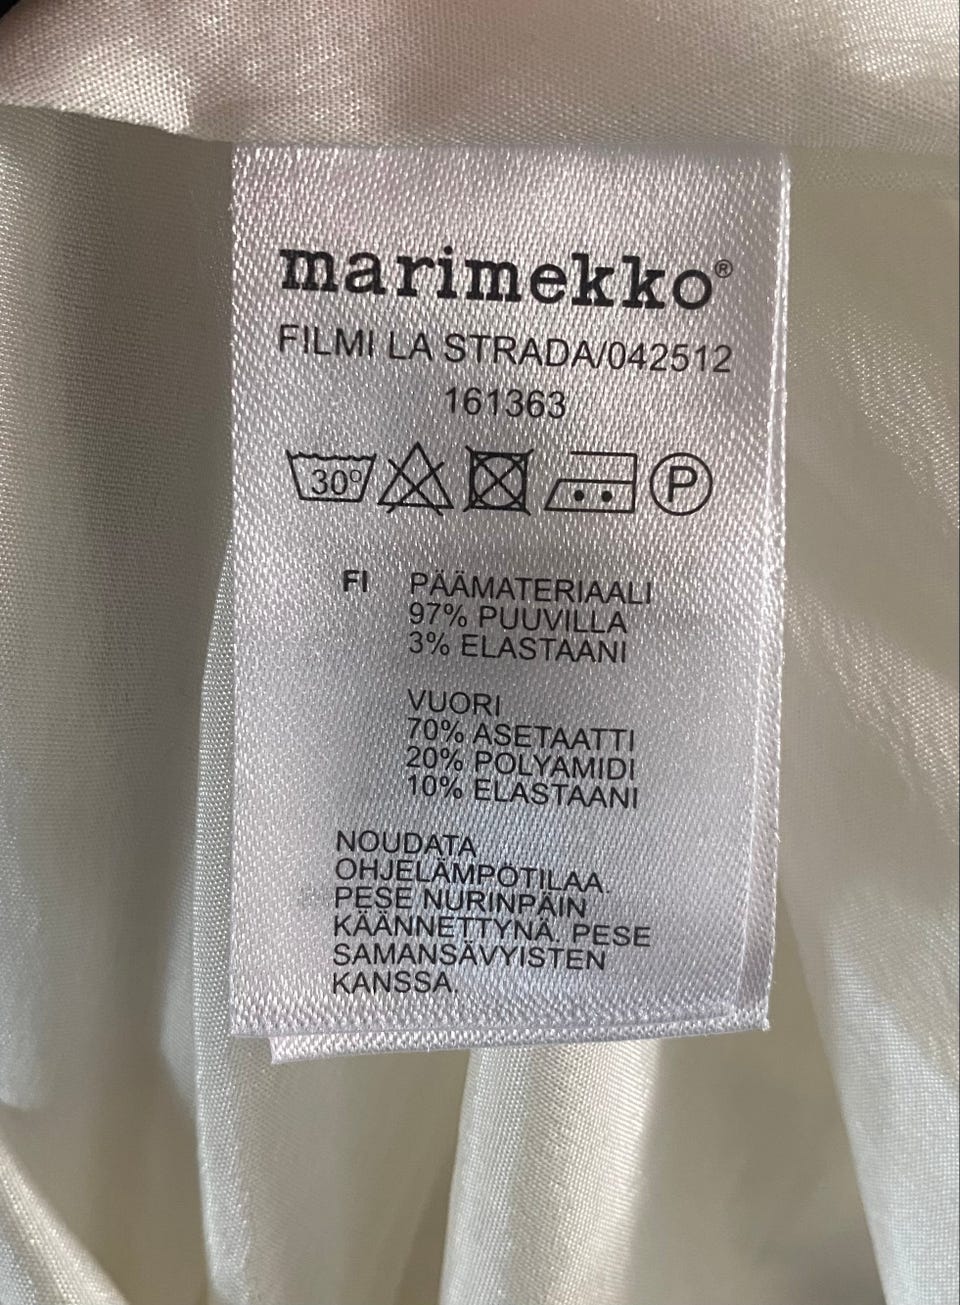 marimekko®
FILMI LA STRADA/042512
161363
30° P
FI PÄÄMATERIAALI
97% PUUVILLA
3% ELASTAANI
VUORI
70% ASETAATTI
20% POLYAMIDI
10% ELASTAANI
NOUDATA
OHJELÄMPÖTILAA.
PESE NURINPÄIN
KÄÄNNETTYNÄ. PESE
SAMANSÄVYISTEN
KANSSA.